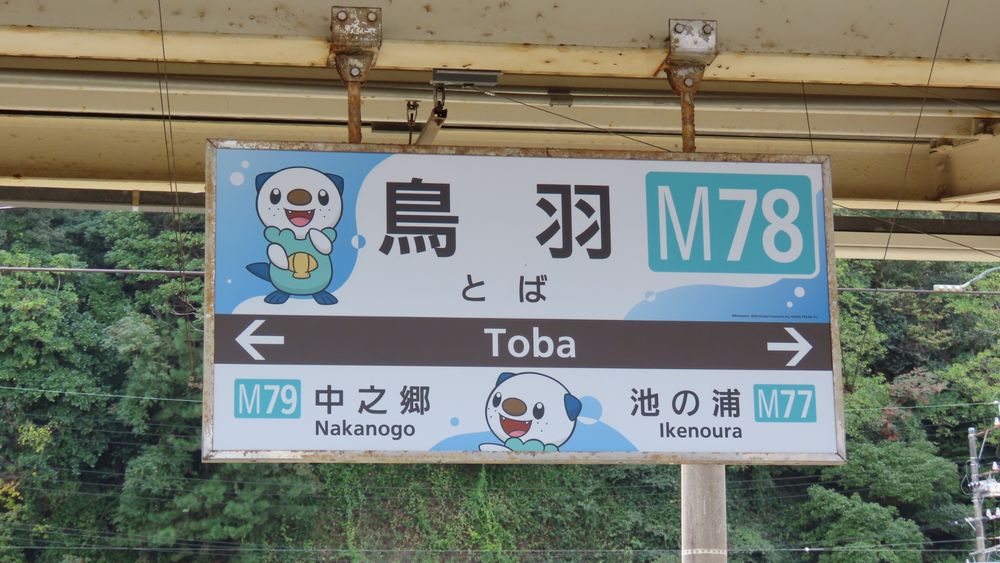 鳥羽 M78
とば
Toba
M79 中之郷
Nakanogo
池の浦 M77
Ikenoura